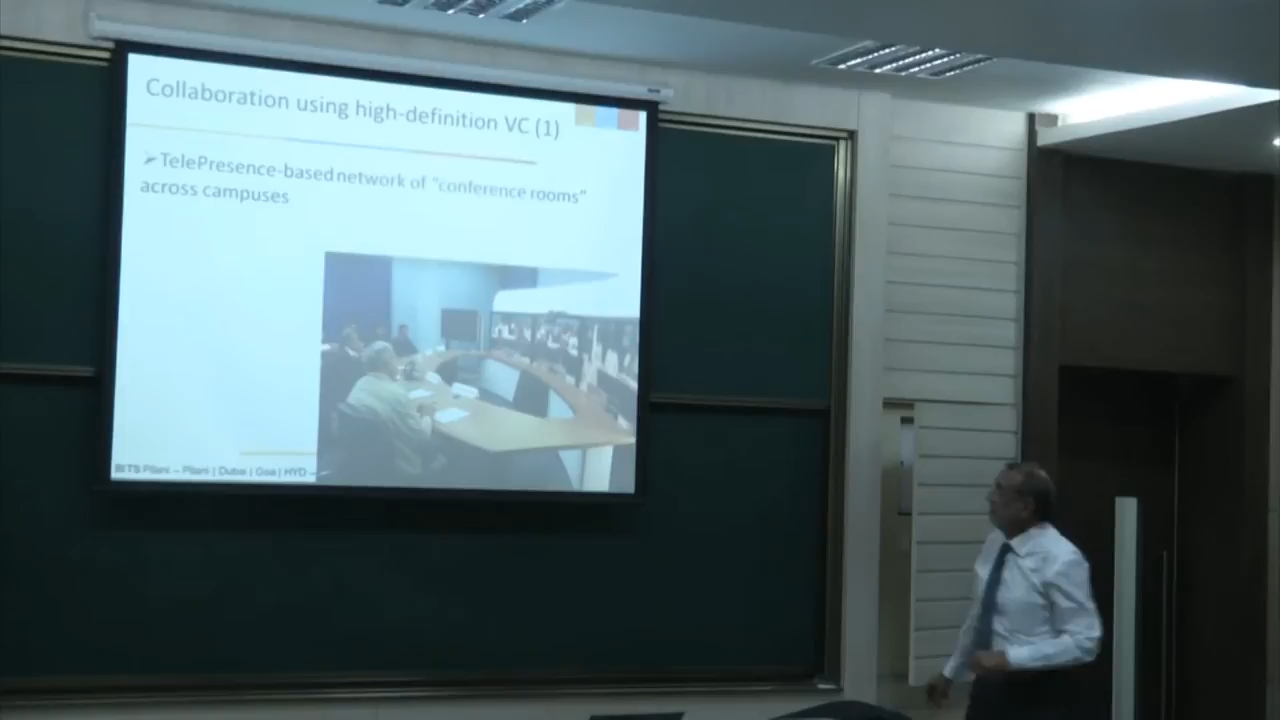 Collaboration using high-definition VC (1)
➢TelePresence-based network of "conference rooms"
across campuses
BITS Pilani – Pilani | Dubai | Goa | HYD –